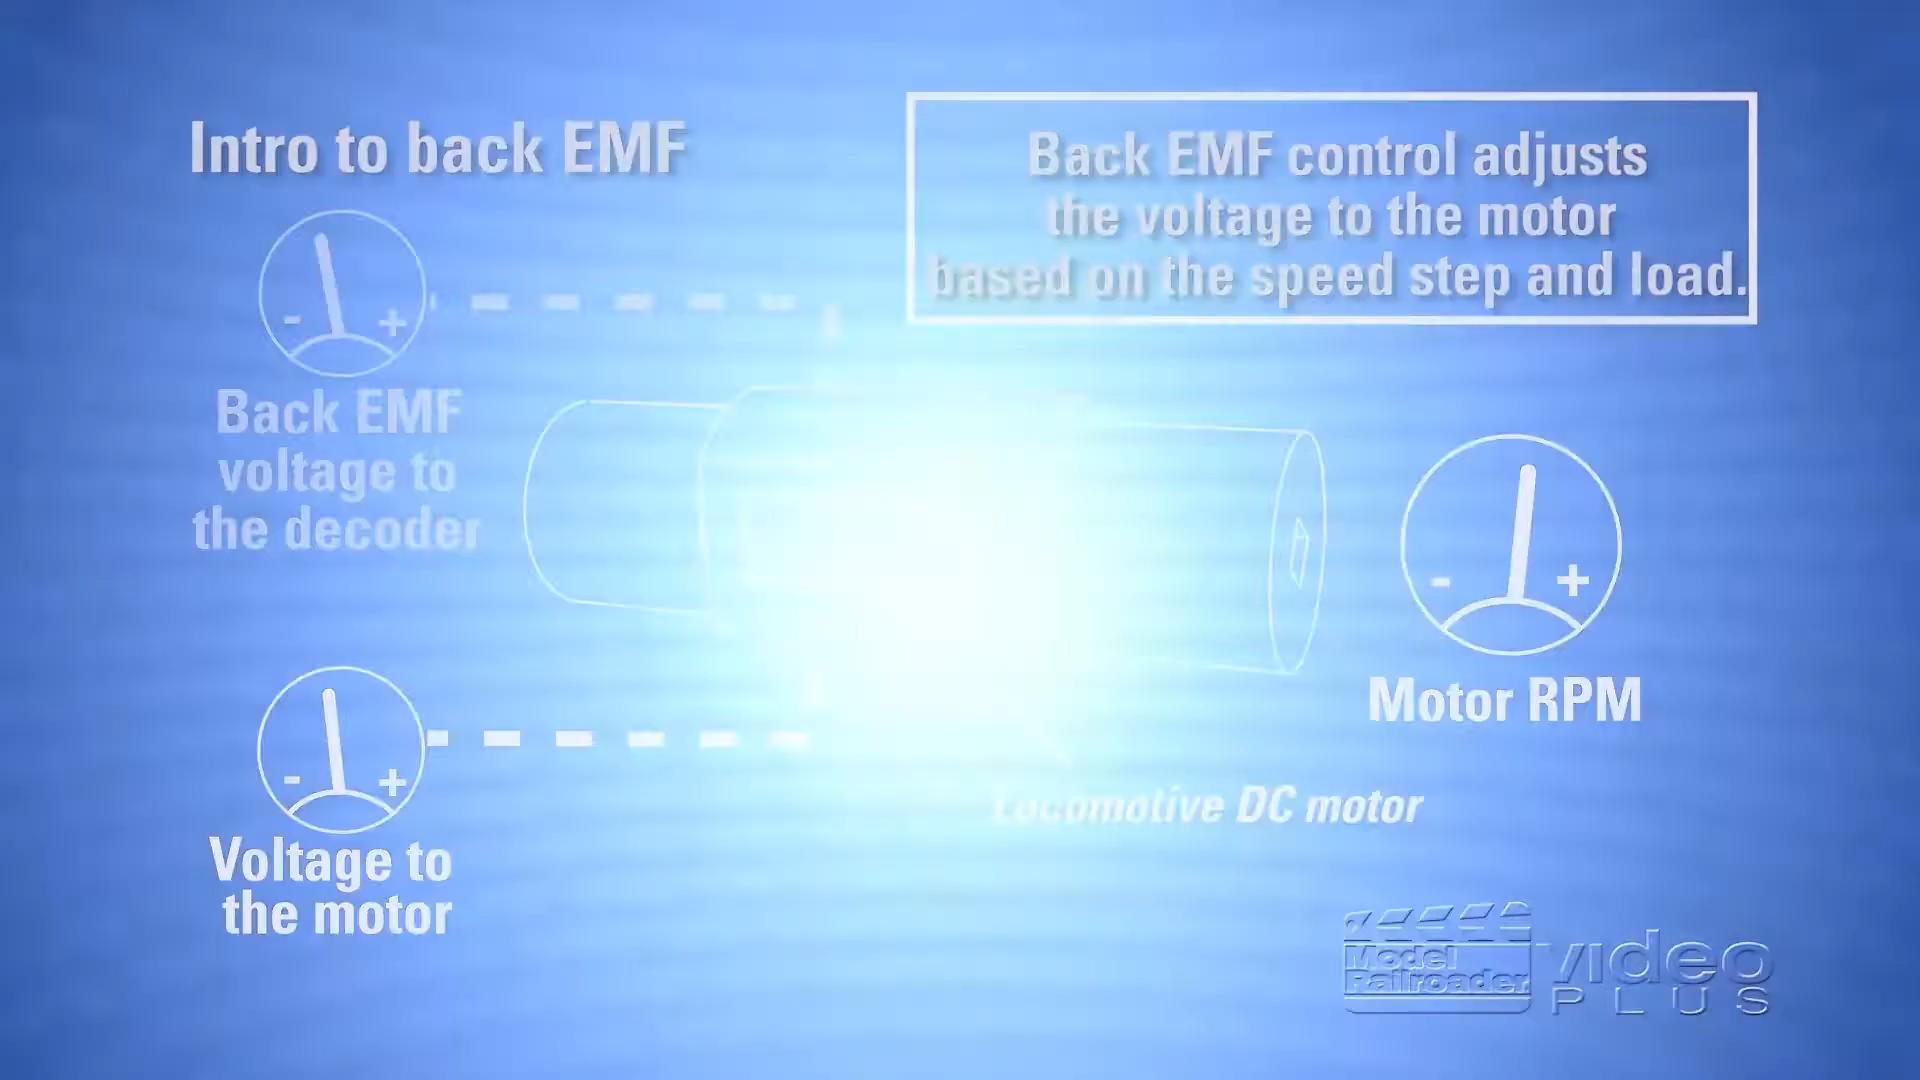 Intro to back EMF
Back EMF control adjusts
the voltage to the motor
based on the speed step and load.
- +
Back EMF
voltage to
the decoder
- +
Motor RPM
- +
Voltage to
the motor
Locomotive DC motor
Model
Railroader
video
PLUS